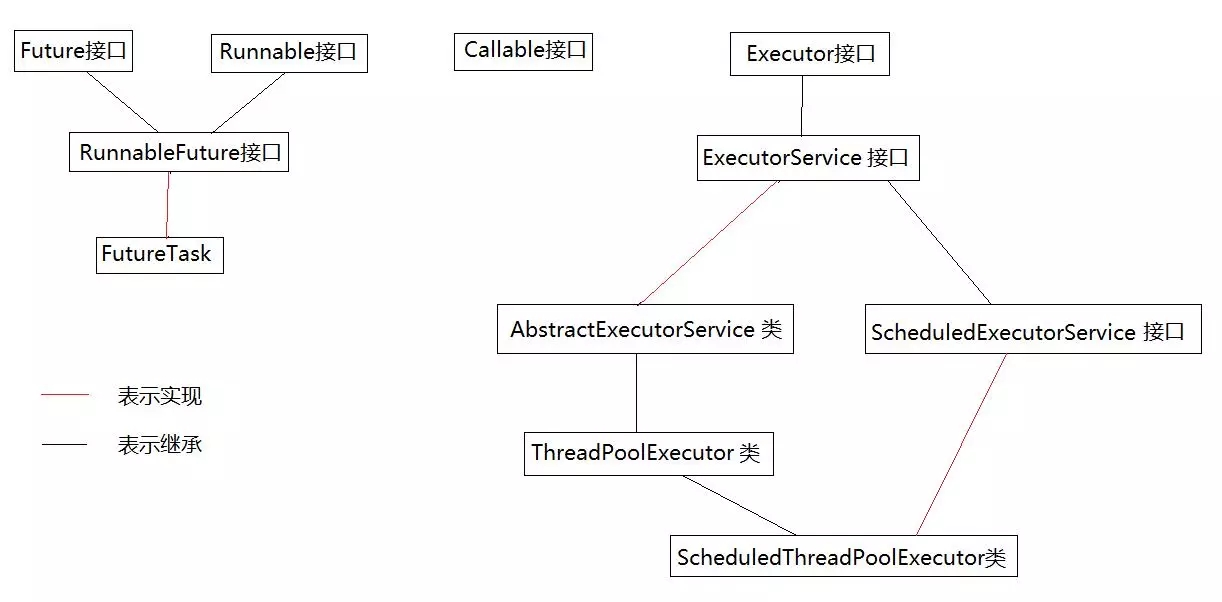 Future接口
Runnable接口
Callable接口
Executor接口
RunnableFuture接口
ExecutorService 接口
FutureTask
AbstractExecutorService 类
ScheduledExecutorService 接口
表示实现
表示继承
ThreadPoolExecutor 类
ScheduledThreadPoolExecutor类